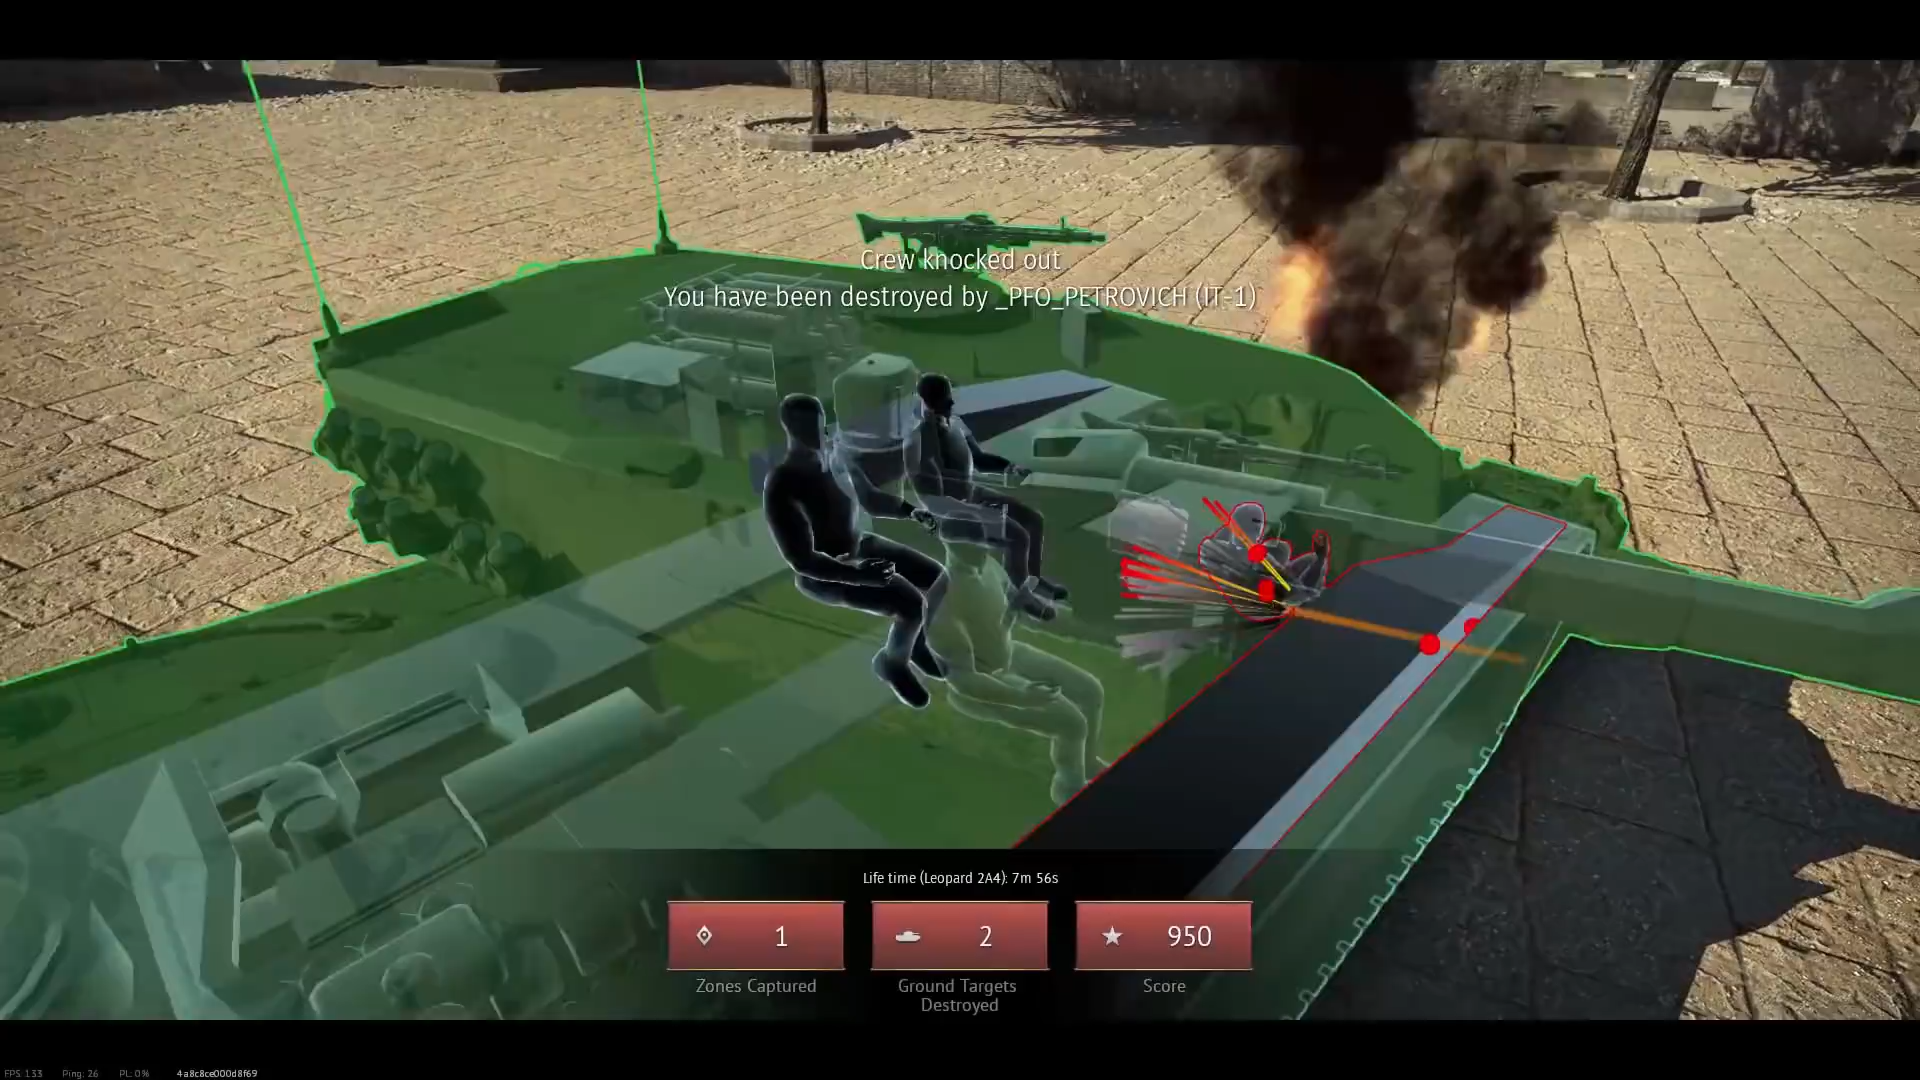 Crew knocked out
You have been destroyed by _PFO_PETROVICH (IT-1)
Life time (Leopard 2A4): 7m 56s
1
2
950
Zones Captured
Ground Targets
Destroyed
Score
FPS: 133 Ping: 26 PL: 0% 4a8c8ce000d8f69